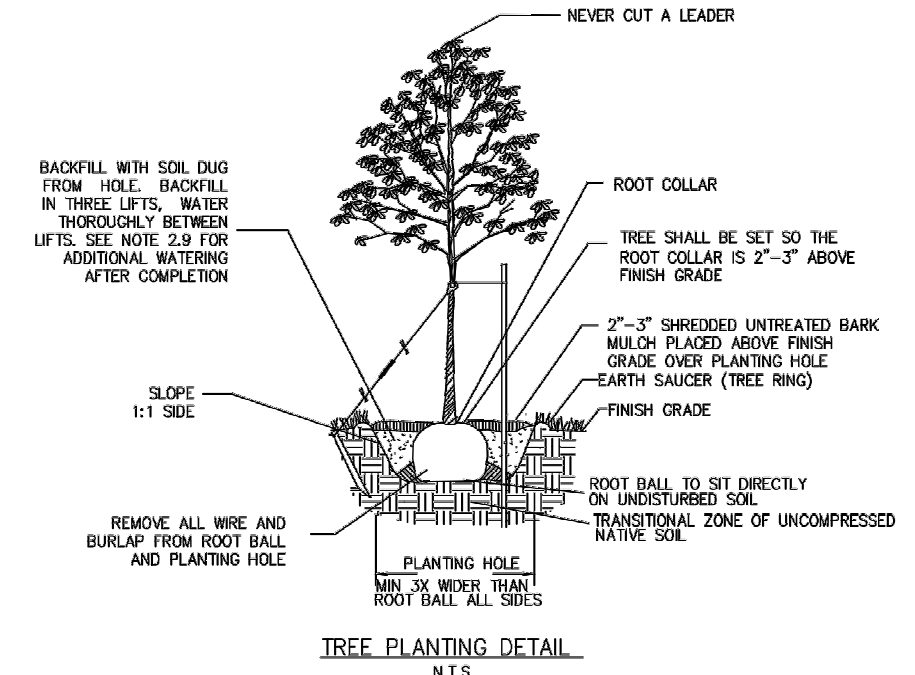 NEVER CUT A LEADER
BACKFILL WITH SOIL DUG
FROM HOLE. BACKFILL
IN THREE LIFTS, WATER
THOROUGHLY BETWEEN
LIFTS. SEE NOTE 2.9 FOR
ADDITIONAL WATERING
AFTER COMPLETION
ROOT COLLAR
TREE SHALL BE SET SO THE
ROOT COLLAR IS 2"-3" ABOVE
FINISH GRADE
2"-3" SHREDDED UNTREATED BARK
MULCH PLACED ABOVE FINISH
GRADE OVER PLANTING HOLE
EARTH SAUCER (TREE RING)
SLOPE
1:1 SIDE
FINISH GRADE
ROOT BALL TO SIT DIRECTLY
ON UNDISTURBED SOIL
TRANSITIONAL ZONE OF UNCOMPRESSED
NATIVE SOIL
REMOVE ALL WIRE AND
BURLAP FROM ROOT BALL
AND PLANTING HOLE
PLANTING HOLE
MIN 3X WIDER THAN
ROOT BALL ALL SIDES
TREE PLANTING DETAIL
N.T.S.